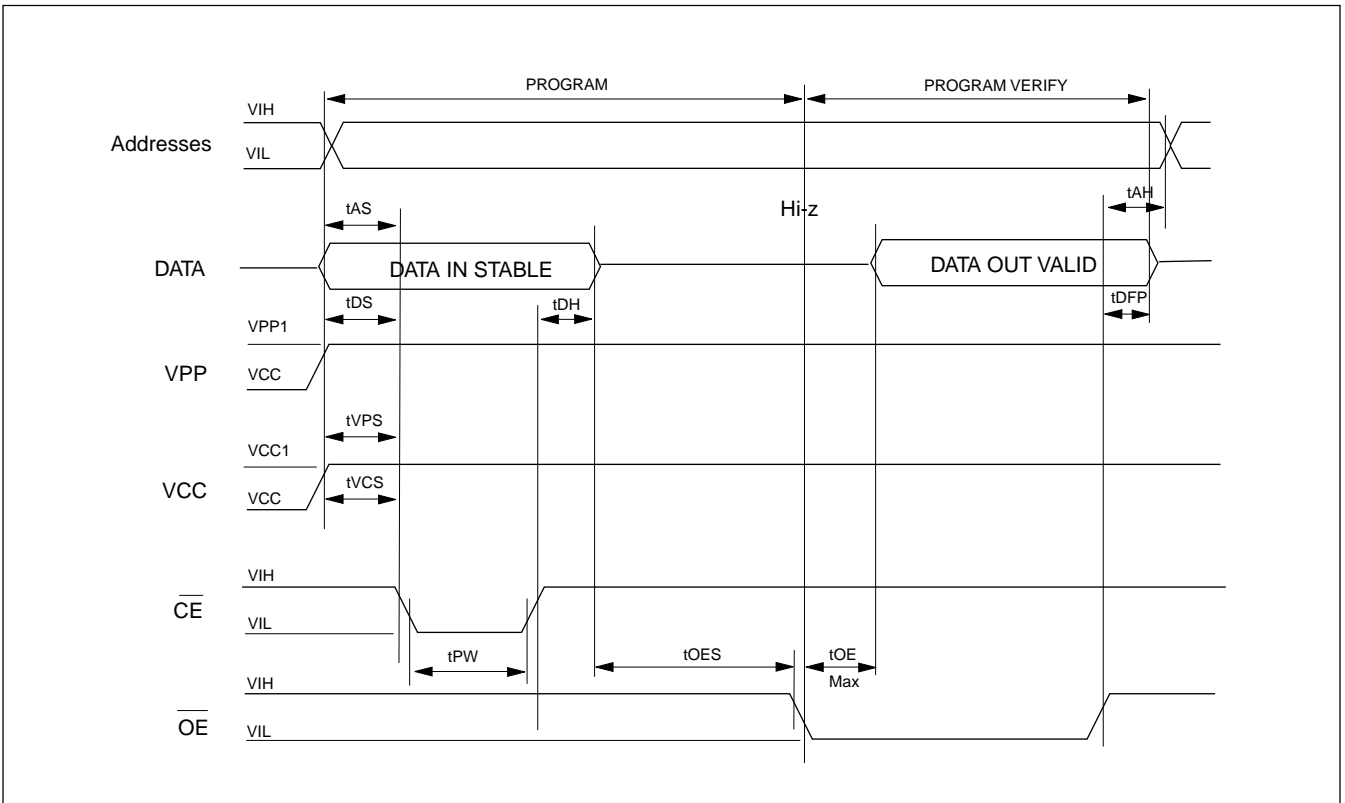 PROGRAM
PROGRAM VERIFY
VIH
Addresses
VIL
tAS
Hi-z
tAH
DATA
DATA IN STABLE
DATA OUT VALID
tDS
tDH
tDFP
VPP1
VPP
VCC
tVPS
VCC1
VCC
VCC
tVCS
VIH
CE
VIL
tPW
tOES
tOE
Max
VIH
OE
VIL